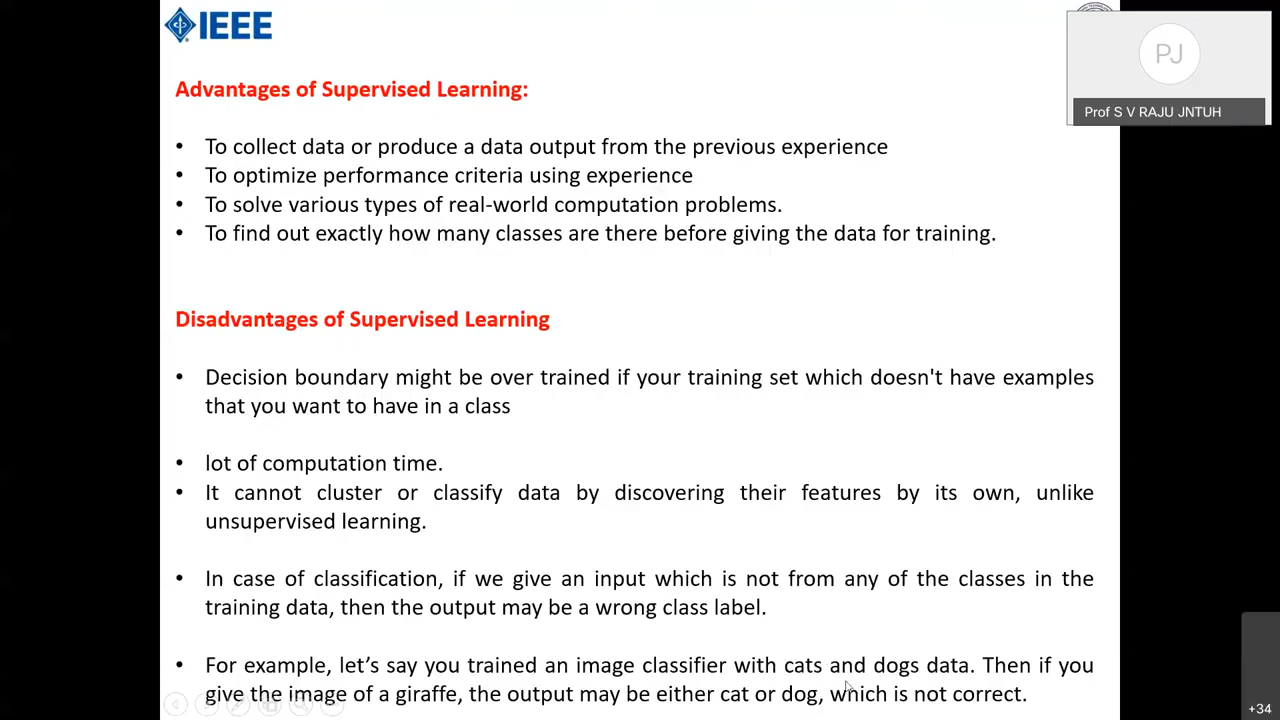 IEEE
PJ
Prof S V RAJU JNTUH
Advantages of Supervised Learning:
• To collect data or produce a data output from the previous experience
• To optimize performance criteria using experience
• To solve various types of real-world computation problems.
• To find out exactly how many classes are there before giving the data for training.
Disadvantages of Supervised Learning
• Decision boundary might be over trained if your training set which doesn't have examples
that you want to have in a class
• lot of computation time.
• It cannot cluster or classify data by discovering their features by its own, unlike
unsupervised learning.
• In case of classification, if we give an input which is not from any of the classes in the
training data, then the output may be a wrong class label.
• For example, let’s say you trained an image classifier with cats and dogs data. Then if you
give the image of a giraffe, the output may be either cat or dog, which is not correct.
+34